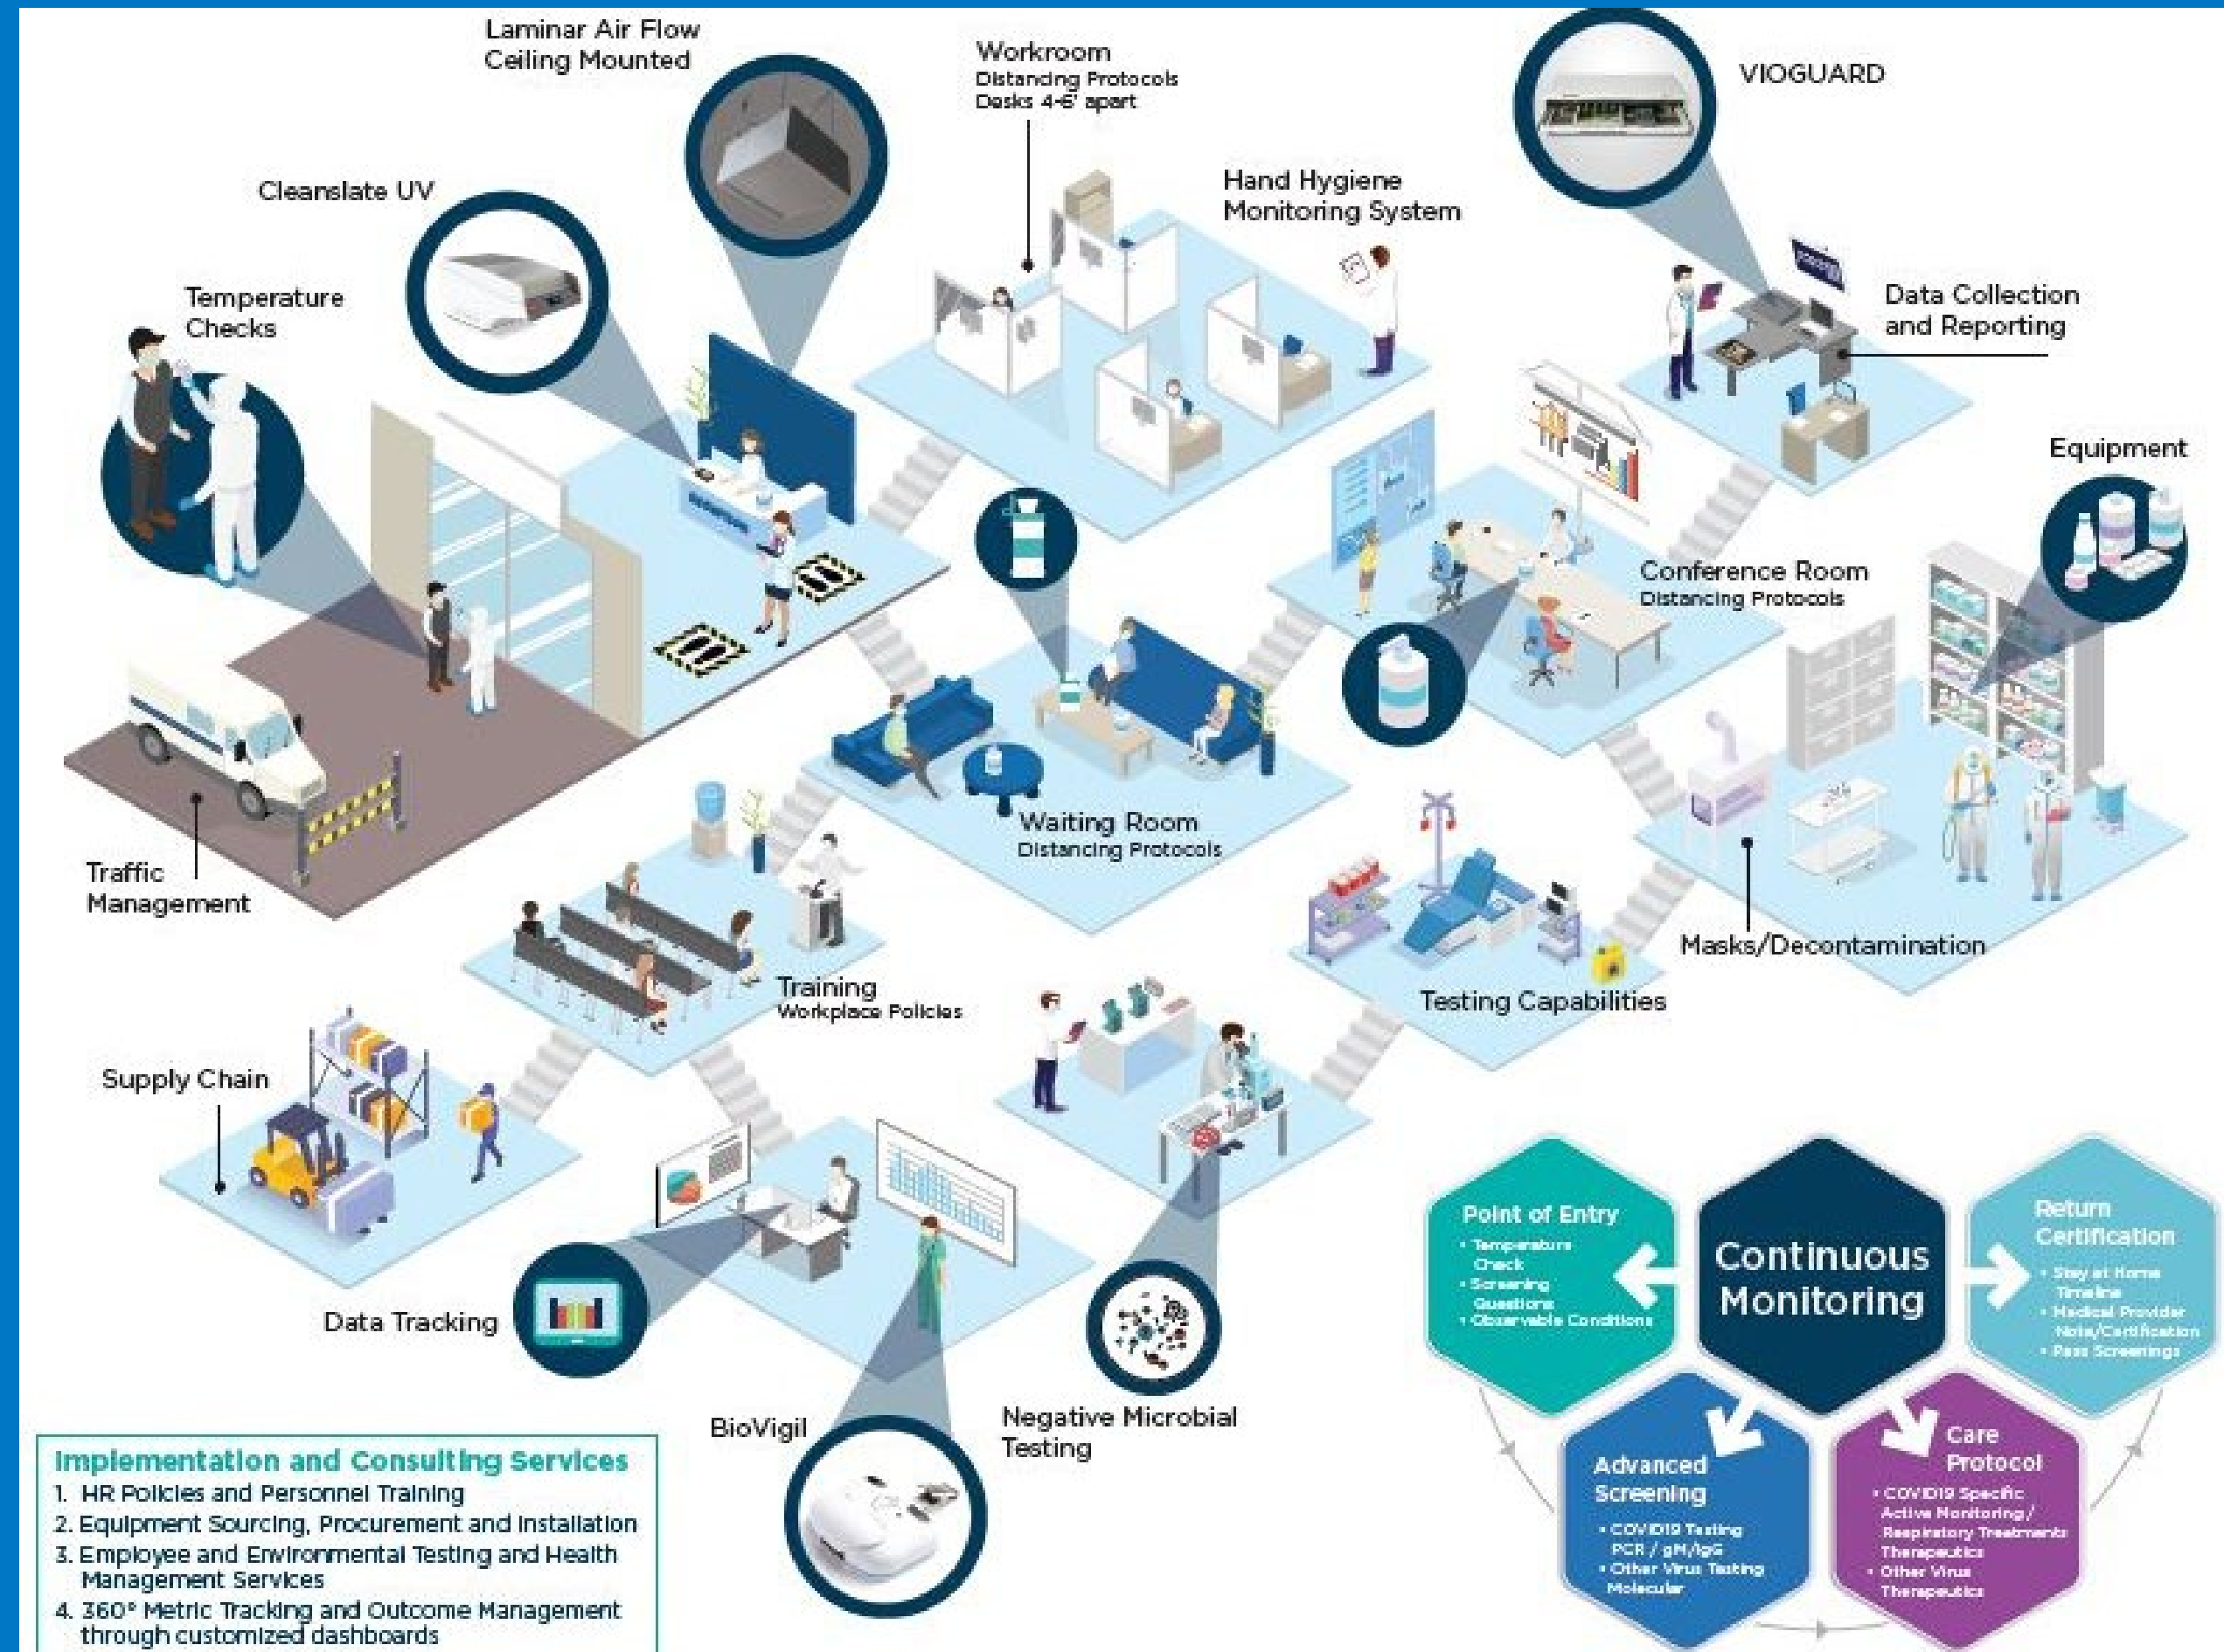 Laminar Air Flow
Ceiling Mounted
Workroom
Distancing Protocols
Desks 4-6' apart
VIOGUARD
Cleanslate UV
Hand Hygiene
Monitoring System
Temperature
Checks
Data Collection
and Reporting
Equipment
Conference Room
Distancing Protocols
Waiting Room
Distancing Protocols
Traffic
Management
Masks/Decontamination
Training
Workplace Policies
Testing Capabilities
Supply Chain
Data Tracking
BioVigil
Negative Microbial
Testing
Point of Entry
• Temperature
Check
• Screening
Questions
• Observable Conditions
Continuous
Monitoring
Return
Certification
• Stay at Home
Timeline
• Medical Provider
Note/Certification
• Pass Screenings
Advanced
Screening
• COVID19 Testing
PCR / gM/IgG
• Other Virus Testing
Molecular
Care
Protocol
• COVID19 Specific
Active Monitoring/
Respiratory Treatments
Therapeutics
• Other Virus
Therapeutics
Implementation and Consulting Services
1. HR Policies and Personnel Training
2. Equipment Sourcing, Procurement and Installation
3. Employee and Environmental Testing and Health
Management Services
4. 360° Metric Tracking and Outcome Management
through customized dashboards